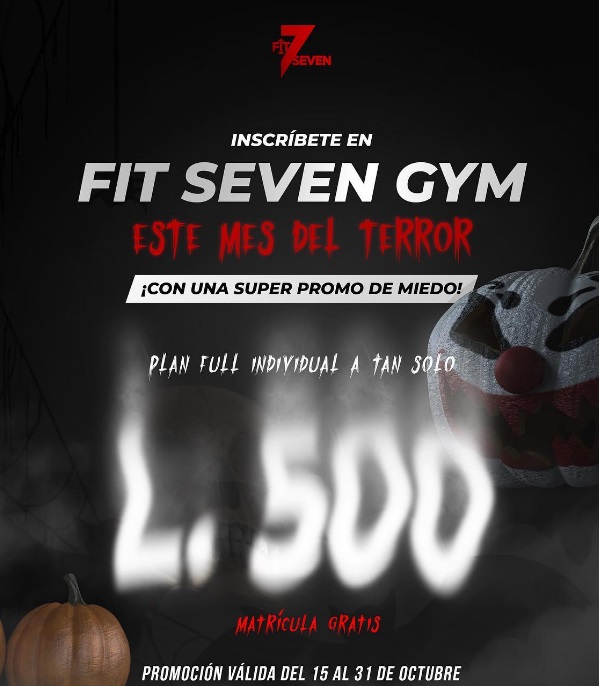 FIT 7 SEVEN
INSCRÍBETE EN
FIT SEVEN GYM
ESTE MES DEL TERROR
¡CON UNA SUPER PROMO DE MIEDO!
PLAN FULL INDIVIDUAL A TAN SOLO
L. 500
MATRÍCULA GRATIS
PROMOCIÓN VÁLIDA DEL 15 AL 31 DE OCTUBRE